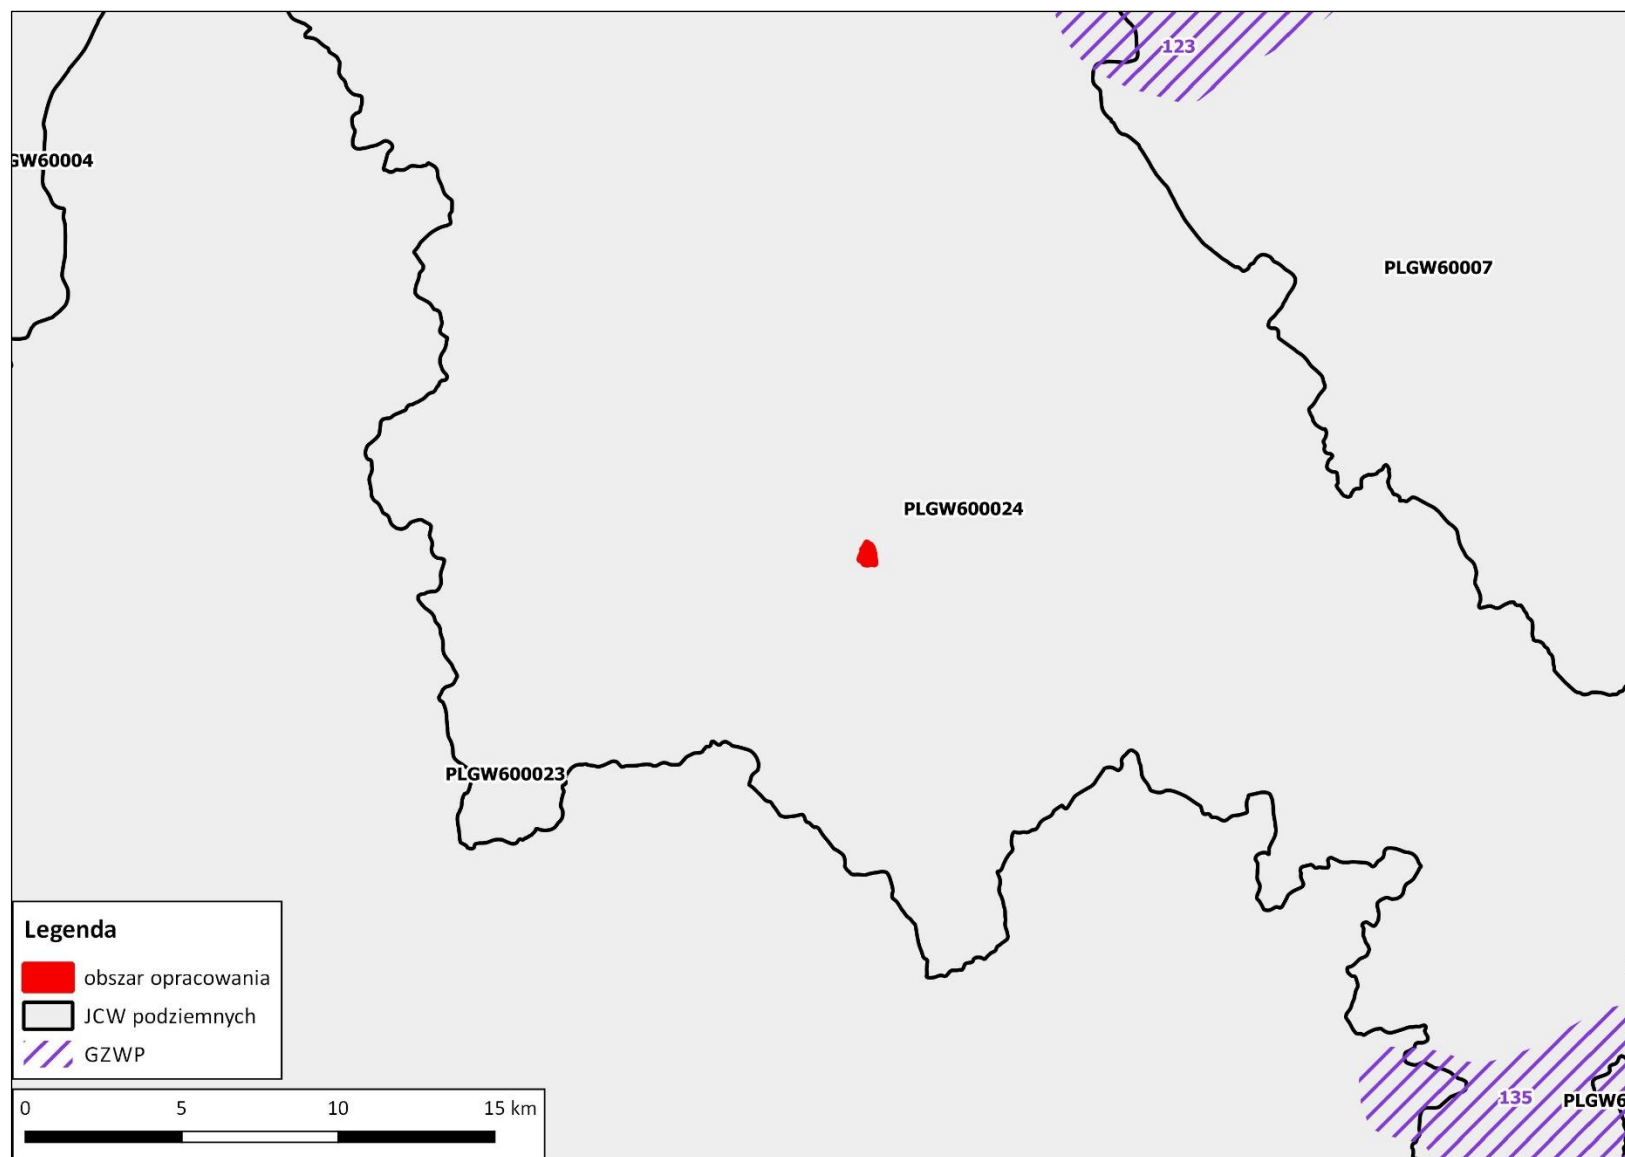 123
GW60004
PLGW60007
PLGW600024
PLGW600023
Legenda
obszar opracowania
JCW podziemnych
GZWP
135
PLGW6
0 5 10 15 km